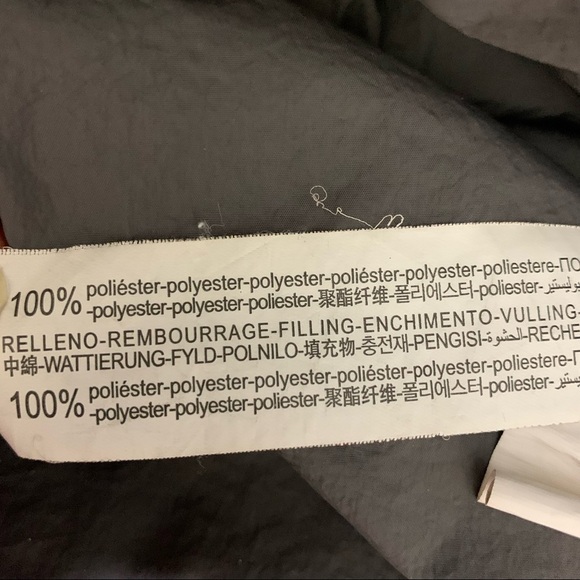 100% poliéster-polyester-polyester-poliéster-polyester-poliestere-ПО
-polyester-polyester-poliester-聚酯纤维-폴리에스터-poliester-بوليستير
RELLENO-REMBOURRAGE-FILLING-ENCHIMENTO-VULLING-
中綿-WATTIERUNG-FYLD-POLNILO-填充物-충전재-PENGISI-الحشوة-RECHE
100% poliéster-polyester-polyester-poliéster-polyester-poliestere-П
-polyester-polyester-poliester-聚酯纤维-폴리에스터-poliester-